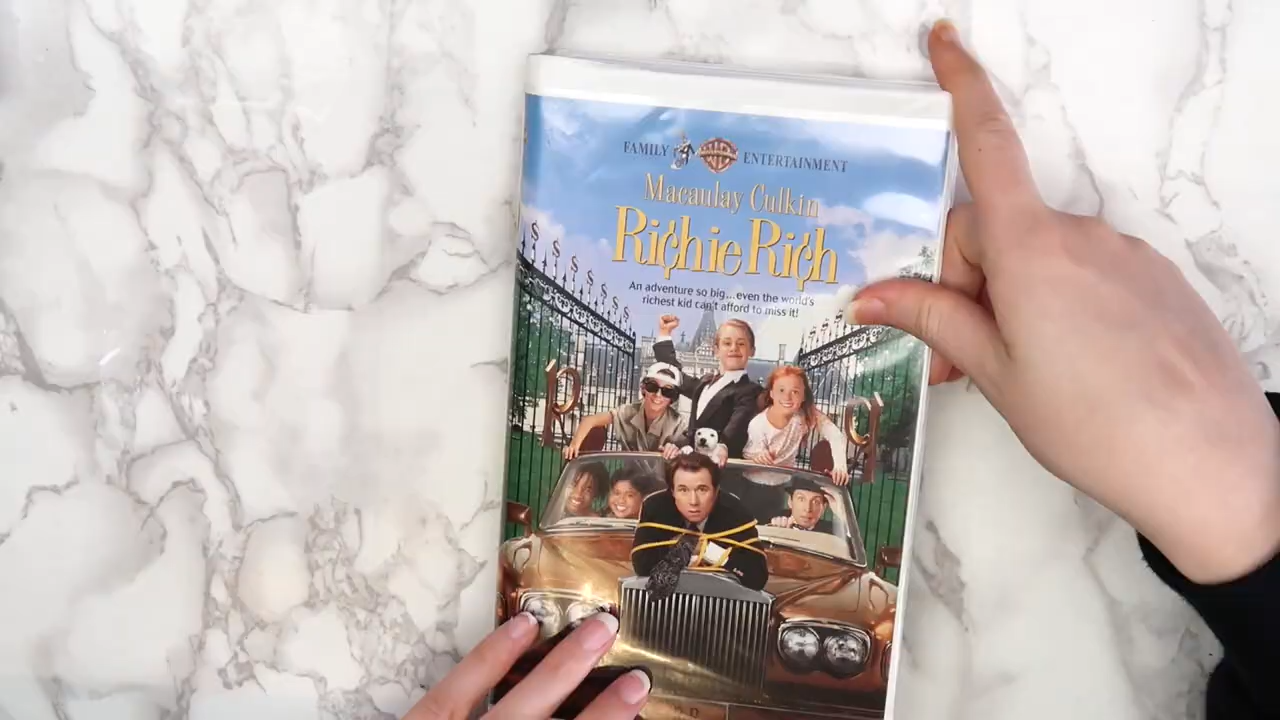 FAMILY WB ENTERTAINMENT
Macaulay Culkin
Richie Rich
An adventure so big...even the world's
richest kid can't afford to miss it!